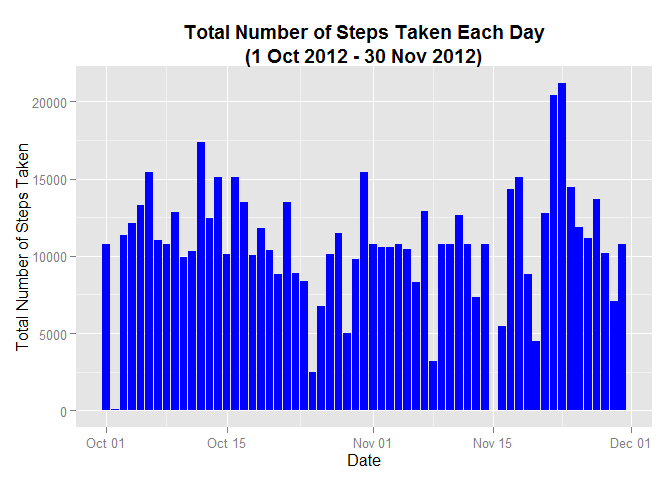 Total Number of Steps Taken Each Day
(1 Oct 2012 - 30 Nov 2012)
Total Number of Steps Taken
20000
15000
10000
5000
0
Oct 01
Oct 15
Nov 01
Nov 15
Dec 01
Date